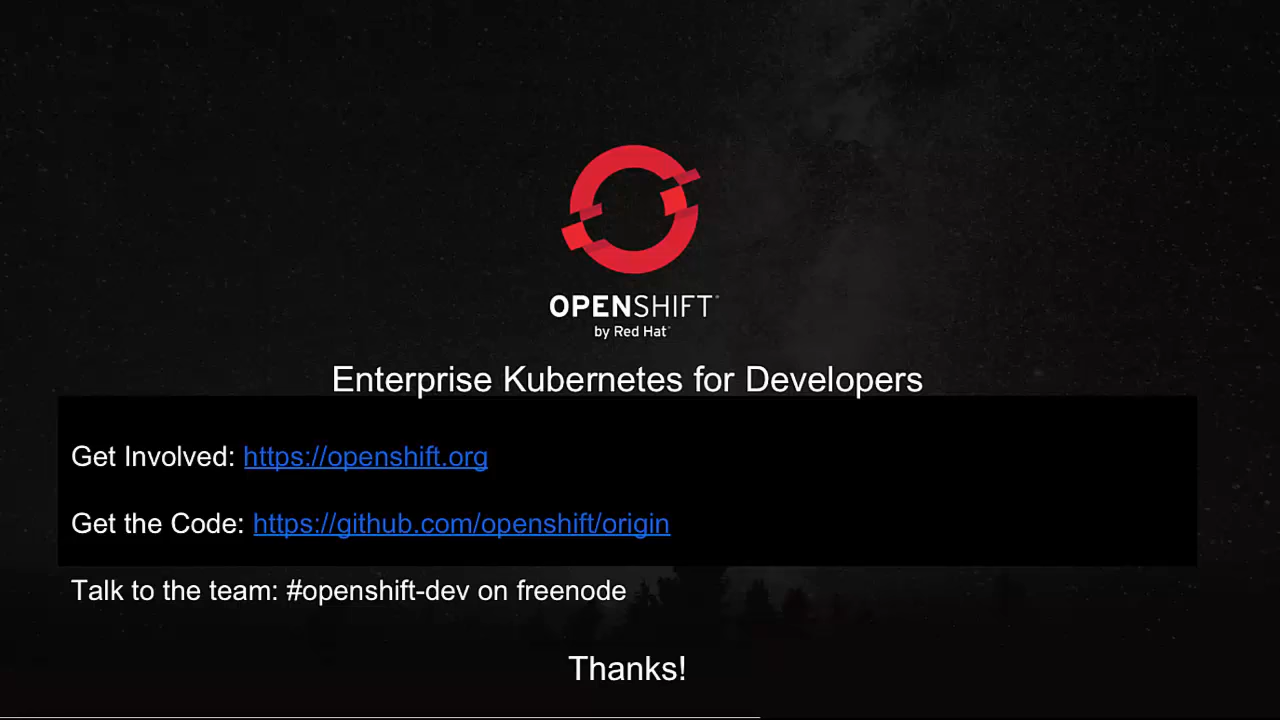 OPENSHIFT
by Red Hat
Enterprise Kubernetes for Developers
Get Involved: https://openshift.org
Get the Code: https://github.com/openshift/origin
Talk to the team: #openshift-dev on freenode
Thanks!